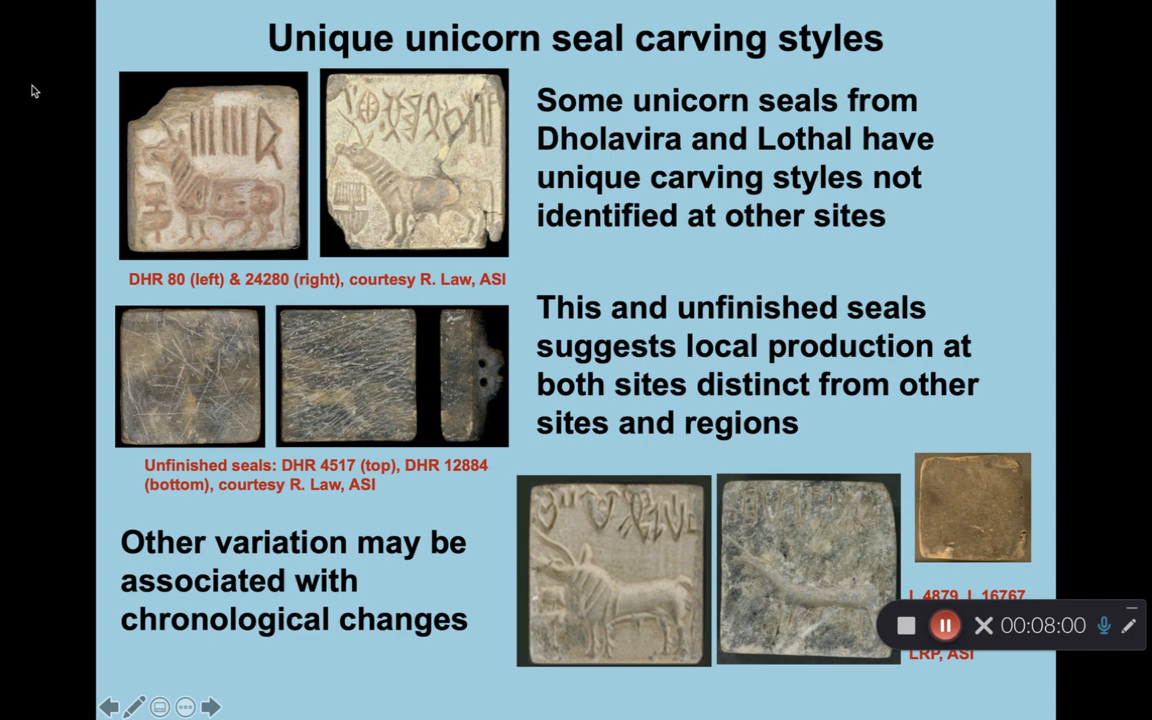 Unique unicorn seal carving styles
Some unicorn seals from
Dholavira and Lothal have
unique carving styles not
identified at other sites
DHR 80 (left) & 24280 (right), courtesy R. Law, ASI
This and unfinished seals
suggests local production at
both sites distinct from other
sites and regions
Unfinished seals: DHR 4517 (top), DHR 12884
(bottom), courtesy R. Law, ASI
Other variation may be
associated with
chronological changes
L 4879, L 16767
LRP, ASI
00:08:00